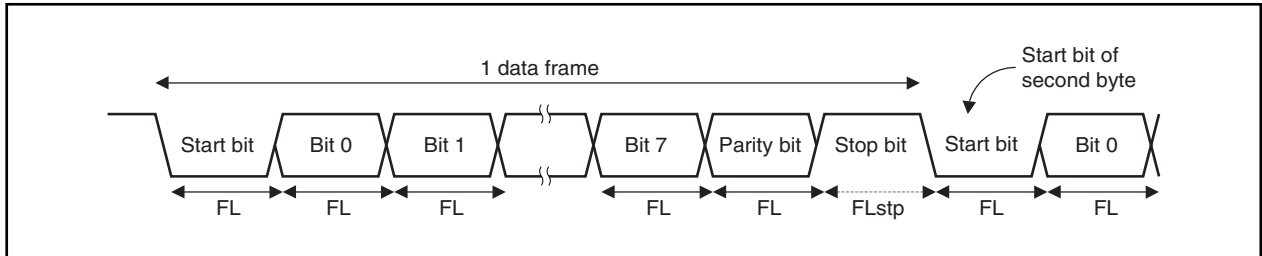 1 data frame
Start bit of
second byte
Start bit Bit 0 Bit 1 Bit 7 Parity bit Stop bit Start bit Bit 0
FL FL FL FL FL FLstp FL FL